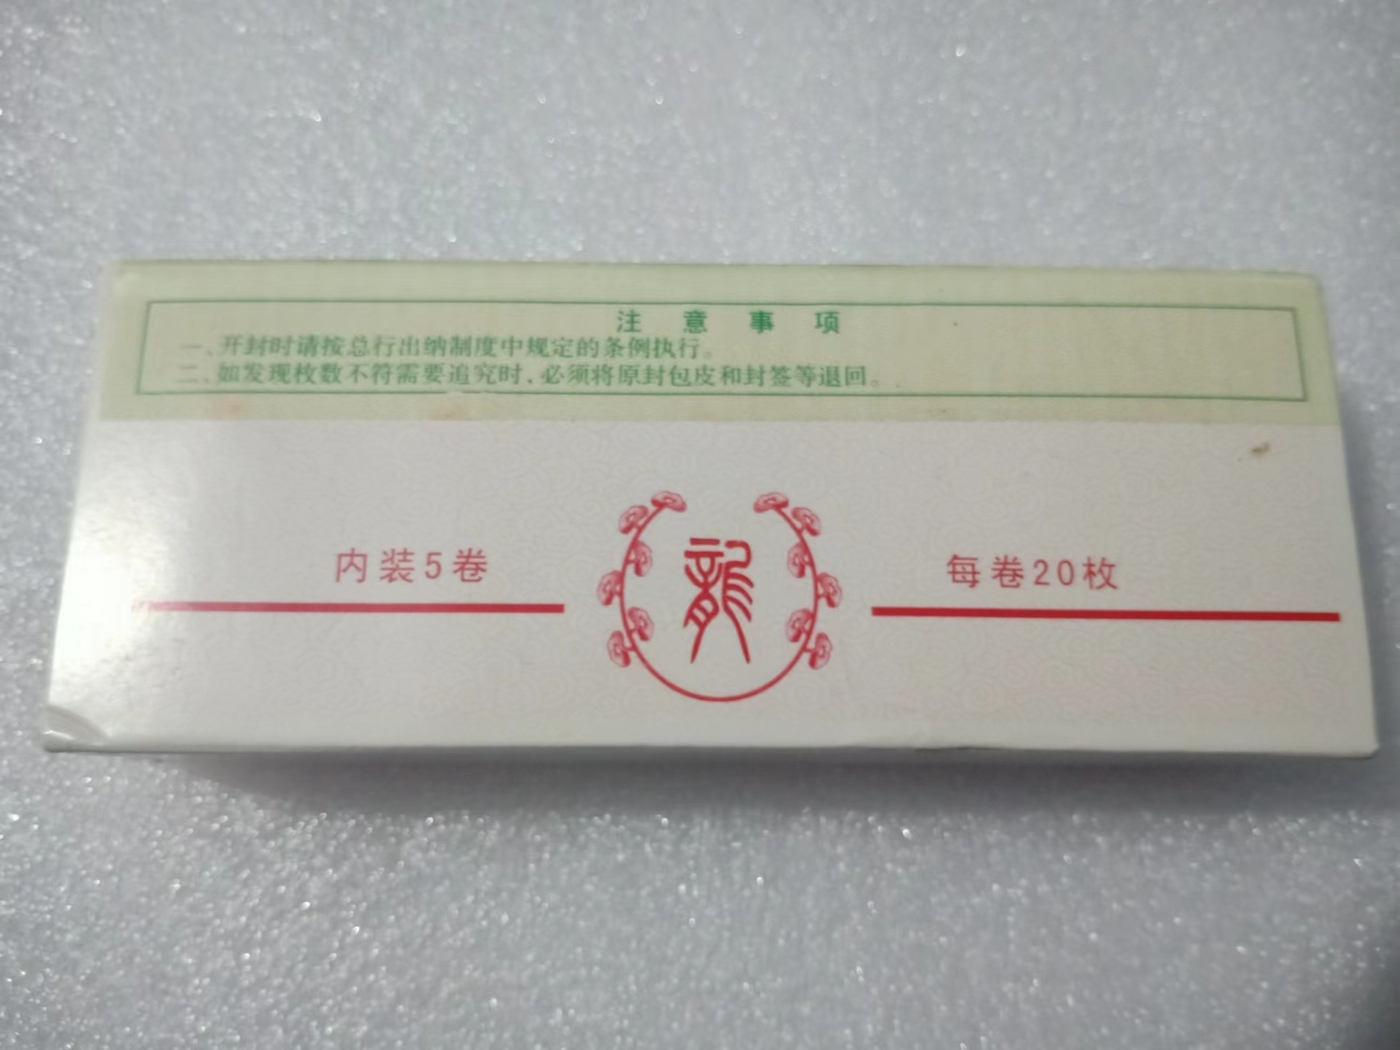 注意事项
一、开封时请按总行出纳制度中规定的条例执行。
二、如发现枚数不符需要追究时,必须将原封包皮和封签等退回。
内装5卷
龍
每卷20枚